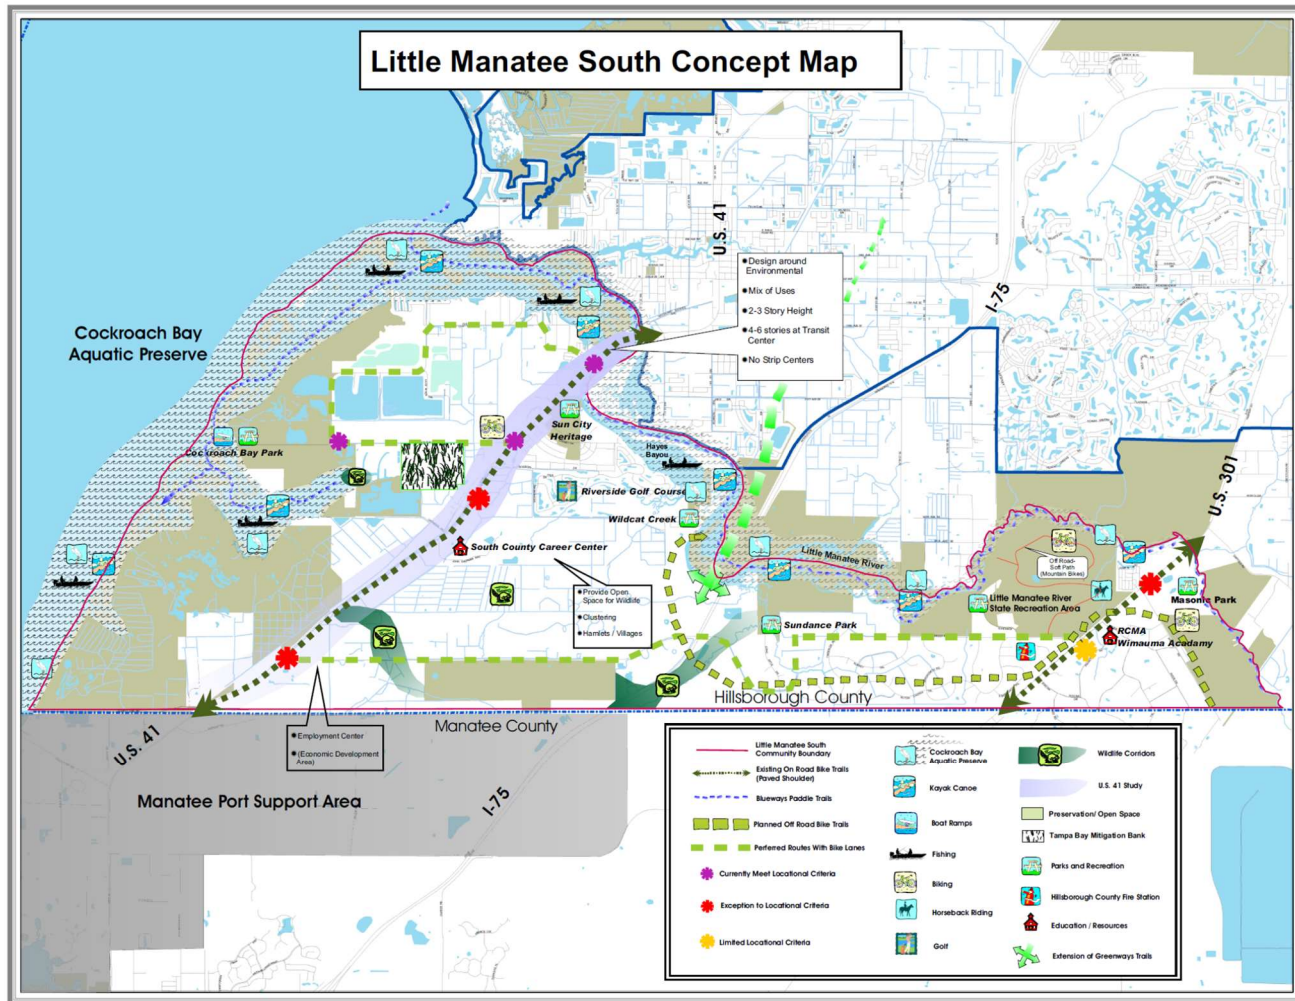 Little Manatee South Concept Map
U.S. 41
I-75
Design around
Environmental
Mix of Uses
2-3 Story Height
4-6 stories at Transit
Center
No Strip Centers
Cockroach Bay
Aquatic Preserve
Sun City
Heritage
Cockroach Bay Park
Hayes
Bayou
Riverside Golf Course
Wildcat Creek
U.S. 301
South County Career Center
Little Manatee River
Off Road-
Soft Path
(Mountain Bikes)
Provide Open
Space for Wildlife
Clustering
Hamlets / Villages
Little Manatee River
State Recreation Area
Masonic Park
Sundance Park
RCMA
Wimauma Acadamy
Hillsborough County
Manatee County
U.S. 41
Employment Center
(Economic Development
Area)
Manatee Port Support Area
I-75
Little Manatee South
Community Boundary
Existing On Road Bike Trails
(Paved Shoulder)
Blueways Paddle Trails
Planned Off Road Bike Trails
Perferred Routes With Bike Lanes
Currently Meet Locational Criteria
Exception to Locational Criteria
Limited Locational Criteria
Cockroach Bay
Aquatic Preserve
Kayak Canoe
Boat Ramps
Fishing
Biking
Horseback Riding
Golf
Wildlife Corridors
U.S. 41 Study
Preservation/ Open Space
Tampa Bay Mitigation Bank
Parks and Recreation
Hillsborough County Fire Station
Education / Resources
Extension of Greenways Trails